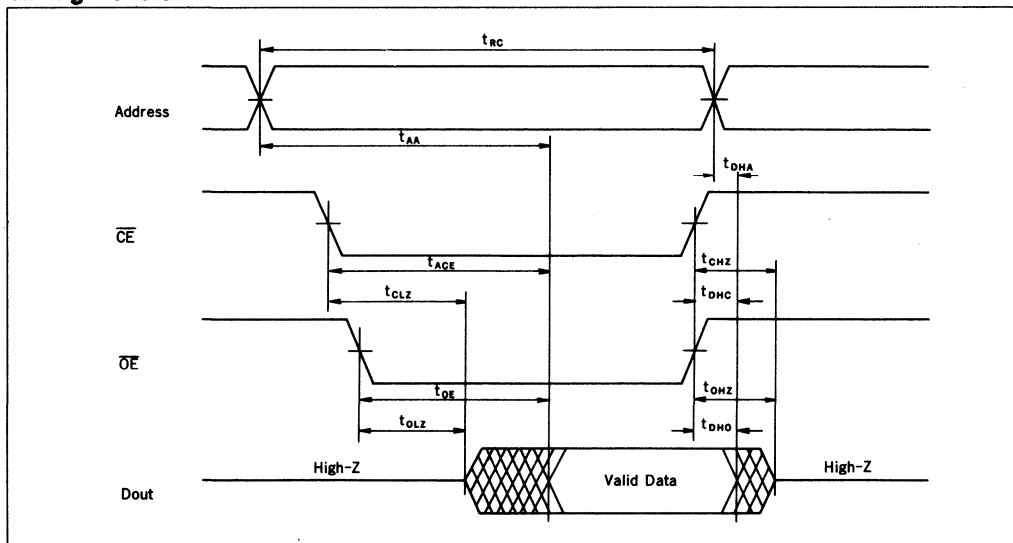 tRC
Address
tAA
tDHA
CE
tACE
tCHZ
tCLZ
tDHC
OE
tOE
tOHZ
tOLZ
tDHO
High-Z
Valid Data
High-Z
Dout